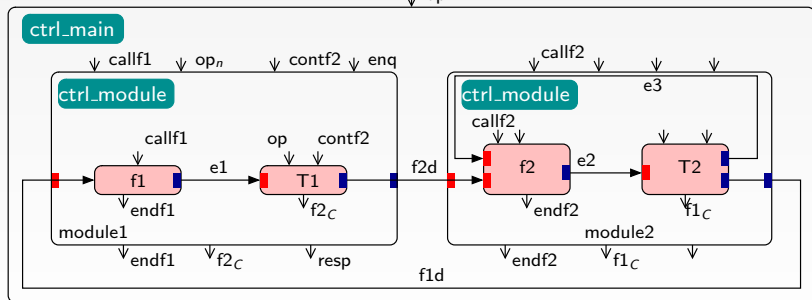 ctrl_main
callf1 op_n contf2 enq
callf2
ctrl_module
ctrl_module
e3
callf1 op contf2
callf2
f1 e1 T1 f2d f2 e2 T2
endf1 f2_C endf2 f1_C
module1 module2
endf1 f2_C resp endf2 f1_C
f1d